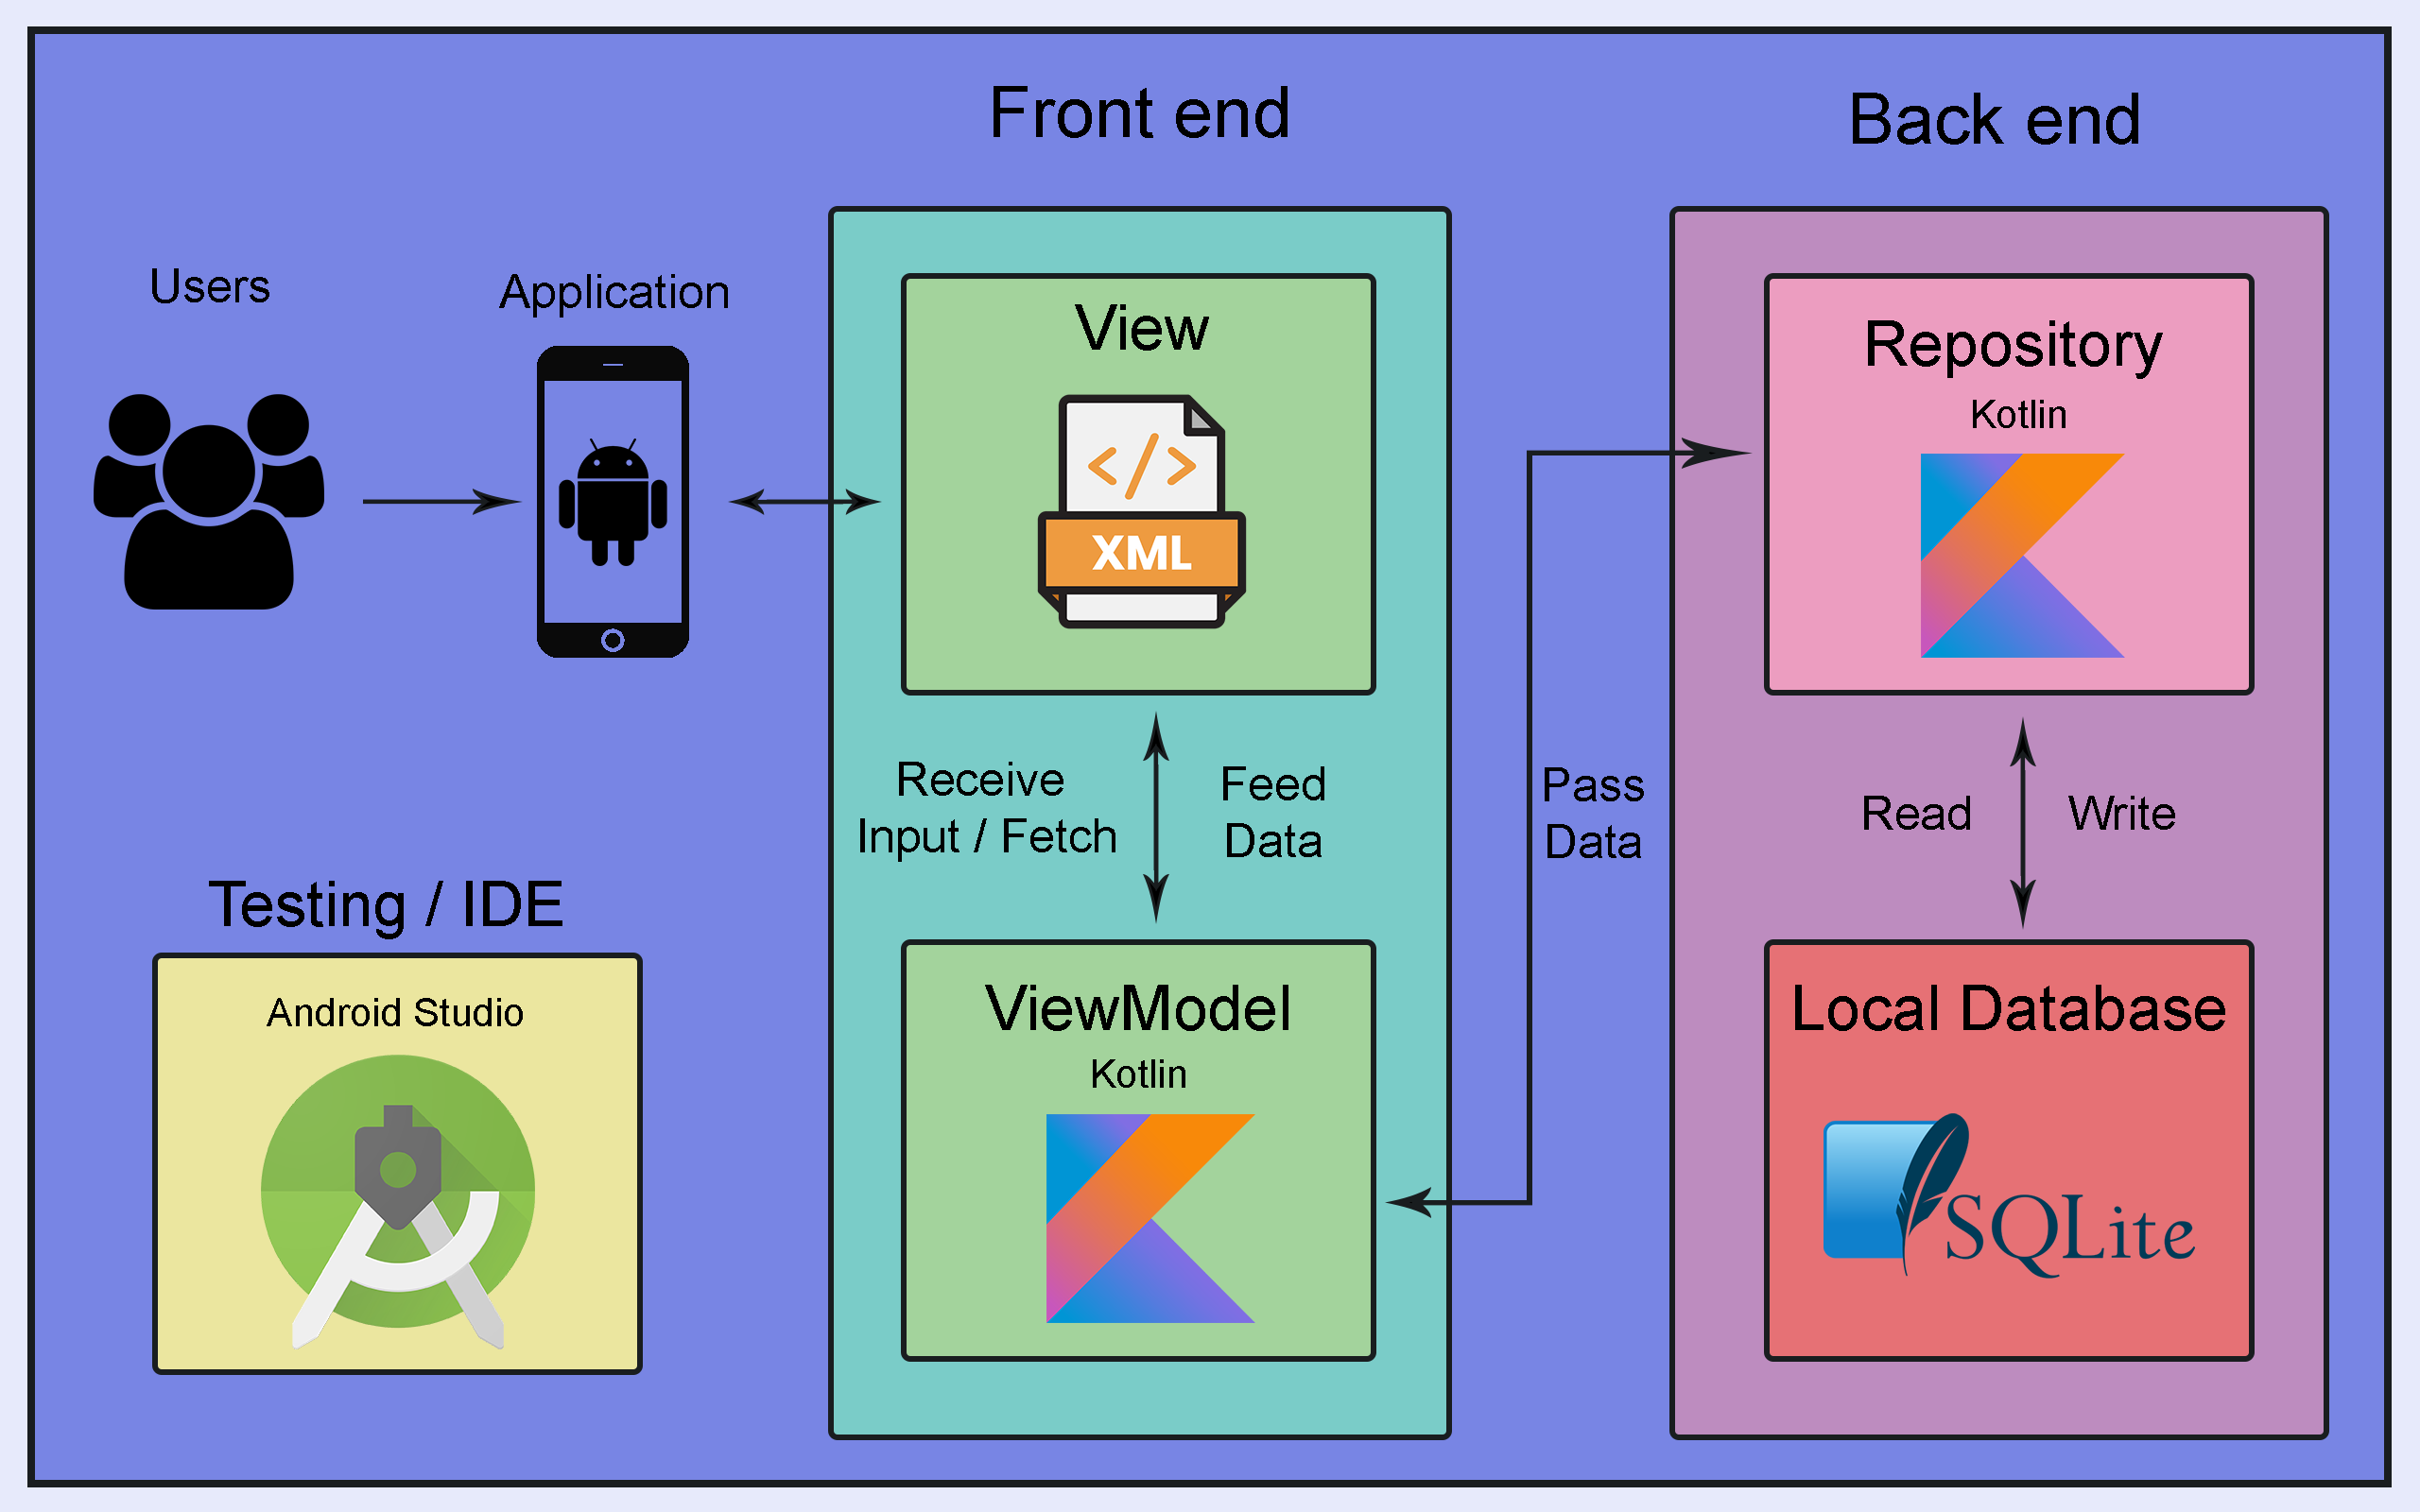 Front end
Back end
Users
Application
View
XML
Repository
Kotlin
Receive
Input / Fetch
Feed
Data
Pass
Data
Read
Write
Testing / IDE
Android Studio
ViewModel
Kotlin
Local Database
SQLite